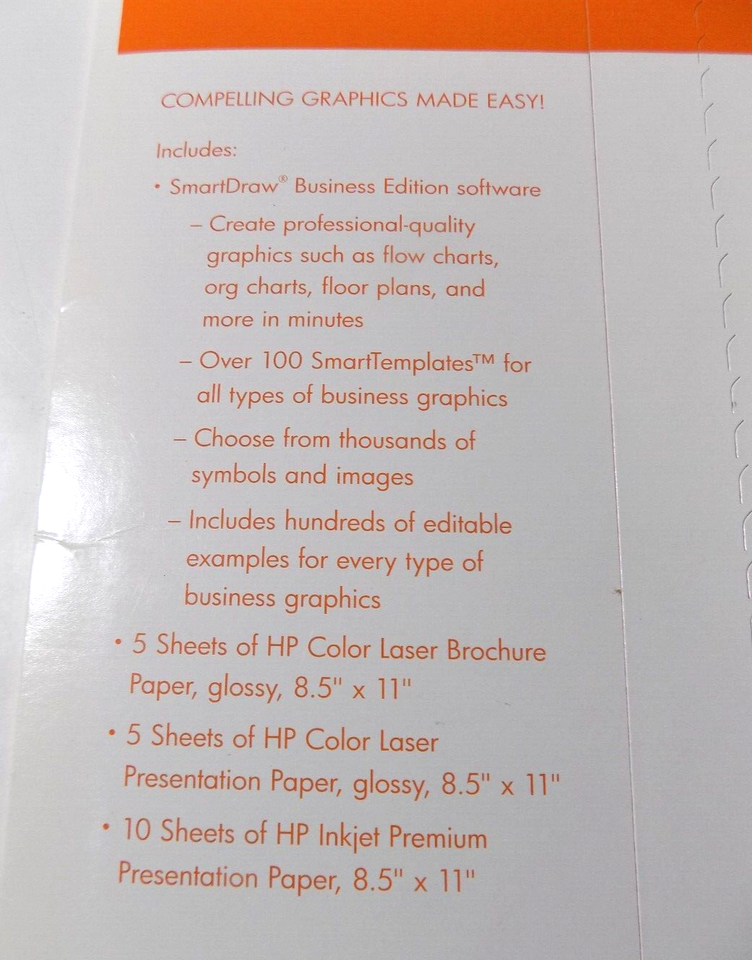 COMPELLING GRAPHICS MADE EASY!
Includes:
• SmartDraw® Business Edition software
– Create professional-quality
graphics such as flow charts,
org charts, floor plans, and
more in minutes
– Over 100 SmartTemplates™ for
all types of business graphics
– Choose from thousands of
symbols and images
– Includes hundreds of editable
examples for every type of
business graphics
• 5 Sheets of HP Color Laser Brochure
Paper, glossy, 8.5" x 11"
• 5 Sheets of HP Color Laser
Presentation Paper, glossy, 8.5" x 11"
• 10 Sheets of HP Inkjet Premium
Presentation Paper, 8.5" x 11"